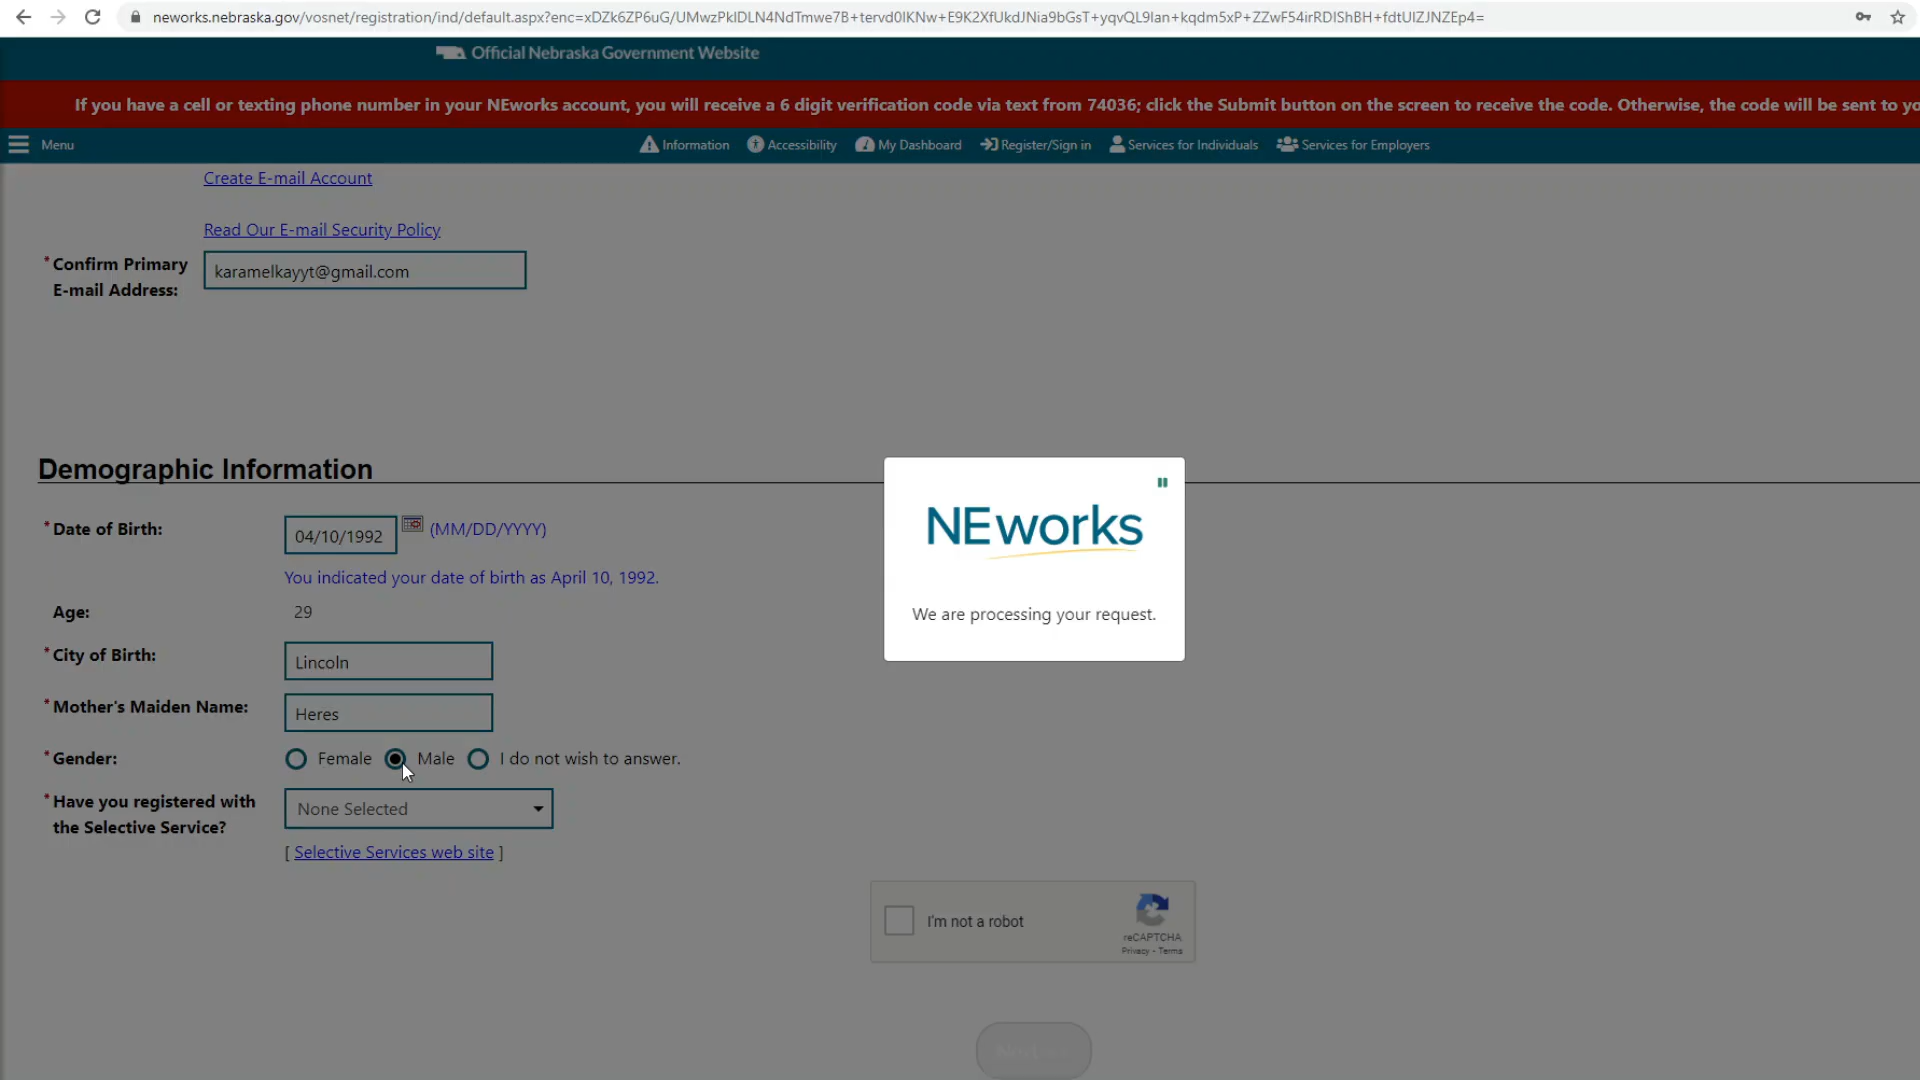 neworks.nebraska.gov/vosnet/registration/ind/default.aspx?enc=xDZk6ZP6uG/UMwzPklDLN4NdTmwe7B+tervd0lKNw+E9K2XfUkdJNia9bGsT+yqvQL9lan+kqdm5xP+ZZwF54irRDIShBH+fdtUIZJNZEp4=
Official Nebraska Government Website
If you have a cell or texting phone number in your NEworks account, you will receive a 6 digit verification code via text from 74036; click the Submit button on the screen to receive the code. Otherwise, the code will be sent to yo
Menu
Information
Accessibility
My Dashboard
Register/Sign in
Services for Individuals
Services for Employers
Create E-mail Account
Read Our E-mail Security Policy
*Confirm Primary
E-mail Address:
karamelkayyt@gmail.com
Demographic Information
*Date of Birth:
04/10/1992
(MM/DD/YYYY)
You indicated your date of birth as April 10, 1992.
Age:
29
*City of Birth:
Lincoln
*Mother's Maiden Name:
Heres
*Gender:
Female
Male
I do not wish to answer.
*Have you registered with
the Selective Service?
None Selected
[ Selective Services web site ]
NEworks
We are processing your request.
I'm not a robot
reCAPTCHA
Privacy - Terms